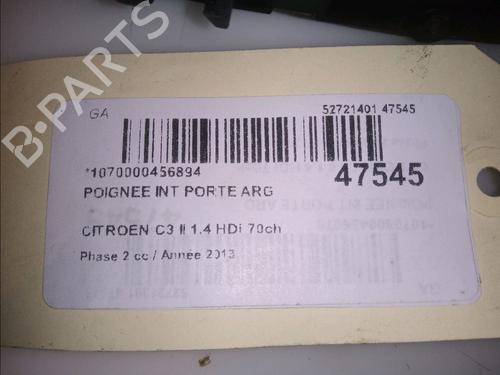 B-PARTS
GA
52721401 47545
*1070000456894
47545
POIGNEE INT PORTE ARG
CITROEN C3 II 1.4 HDi 70ch
Phase 2 cc / Année 2013